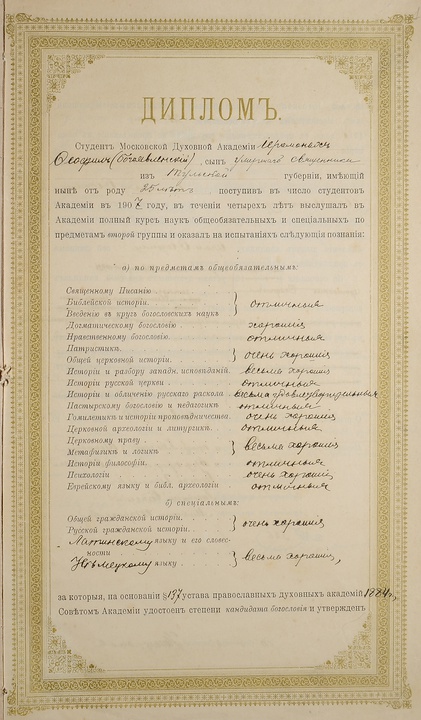 ДИПЛОМЪ.
Студентъ Московской Духовной Академіи Іеромонахъ
Ѳеофилъ (Богоявленскій), сынъ умершаго священника
изъ Тульской губерніи, имѣющій
нынѣ отъ роду 25 лѣтъ, поступивъ въ число студентовъ
Академіи въ 1907 году, въ теченіи четырехъ лѣтъ выслушалъ въ
Академіи полный курсъ наукъ общеобязательныхъ и спеціальныхъ по
предметамъ второй группы и оказалъ на испытаніяхъ слѣдующія познанія:
а) по предметамъ общеобязательнымъ:
Священному Писанію
Библейской исторіи
Введенію въ кругъ богословскихъ наукъ } отличныя
Догматическому богословію хорошія
Нравственному богословію отличныя
Патристикѣ
Общей церковной исторіи } очень хорошія
Исторіи и разбору западн. исповѣданій. весьма хорошія
Исторіи русской церкви отличныя
Исторіи и обличенію русскаго раскола весьма удовлетворительныя
Пастырскому богословію и педагогикѣ отличныя
Гомилетикѣ и исторіи проповѣдничества. очень хорошія
Церковной археологіи и литургикѣ. отличныя
Церковному праву
Метафизикѣ и логикѣ } весьма хорошія
Исторіи философіи. отличныя
Психологіи очень хорошія
Еврейскому языку и библ. археологіи отличныя
б) спеціальнымъ:
Общей гражданской исторіи.
Русской гражданской исторіи. } очень хорошія
Латинскому языку и его словес-
ности
Нѣмецкому языку } весьма хорошія,
за которыя, на основаніи § 137 устава православныхъ духовныхъ академій 1884 г.,
Совѣтомъ Академіи удостоенъ степени кандидата богословія и утвержденъ